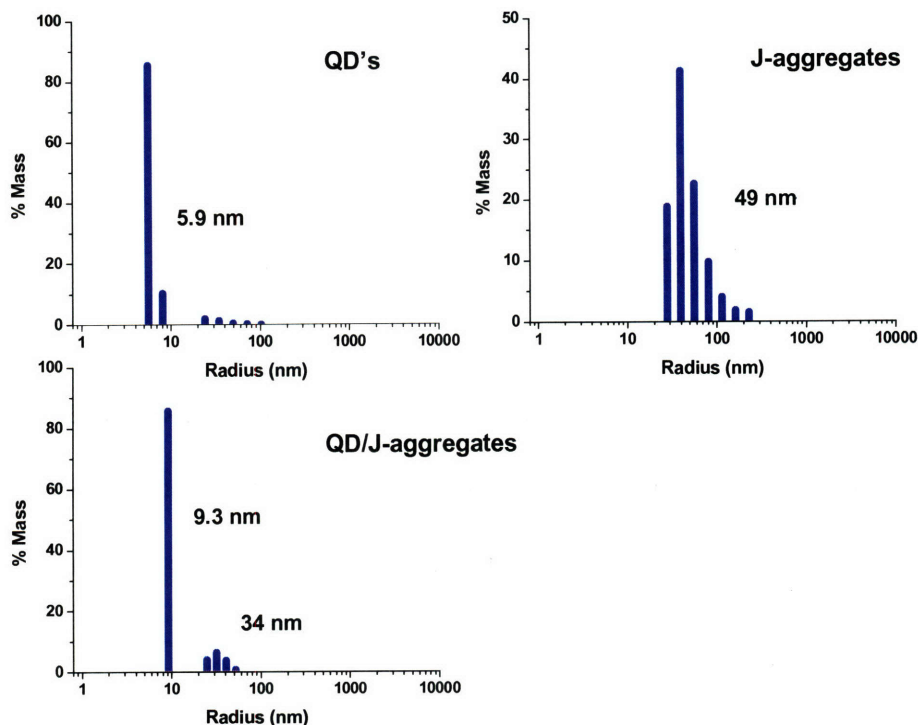 QD's
100
80
60
40
20
0
% Mass
5.9 nm
1 10 100 1000 10000
Radius (nm)
J-aggregates
50
40
30
20
10
0
% Mass
49 nm
1 10 100 1000 10000
Radius (nm)
QD/J-aggregates
100
80
60
40
20
0
% Mass
9.3 nm
34 nm
1 10 100 1000 10000
Radius (nm)